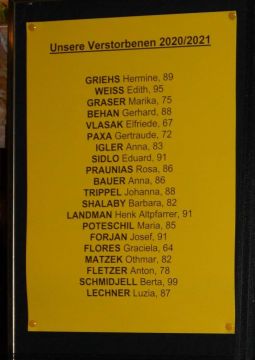 Unsere Verstorbenen 2020/2021
GRIEHS Hermine, 89
WEISS Edith, 95
GRASER Marika, 75
BEHAN Gerhard, 88
VLASAK Elfriede, 67
PAXA Gertraude, 72
IGLER Anna, 83
SIDLO Eduard, 91
PRAUNIAS Rosa, 86
BAUER Anna, 86
TRIPPEL Johanna, 88
SHALABY Barbara, 82
LANDMAN Henk Altpfarrer, 91
POTESCHIL Maria, 85
FORJAN Josef, 91
FLORES Graciela, 64
MATZEK Othmar, 82
FLETZER Anton, 78
SCHMIDJELL Berta, 99
LECHNER Luzia, 87